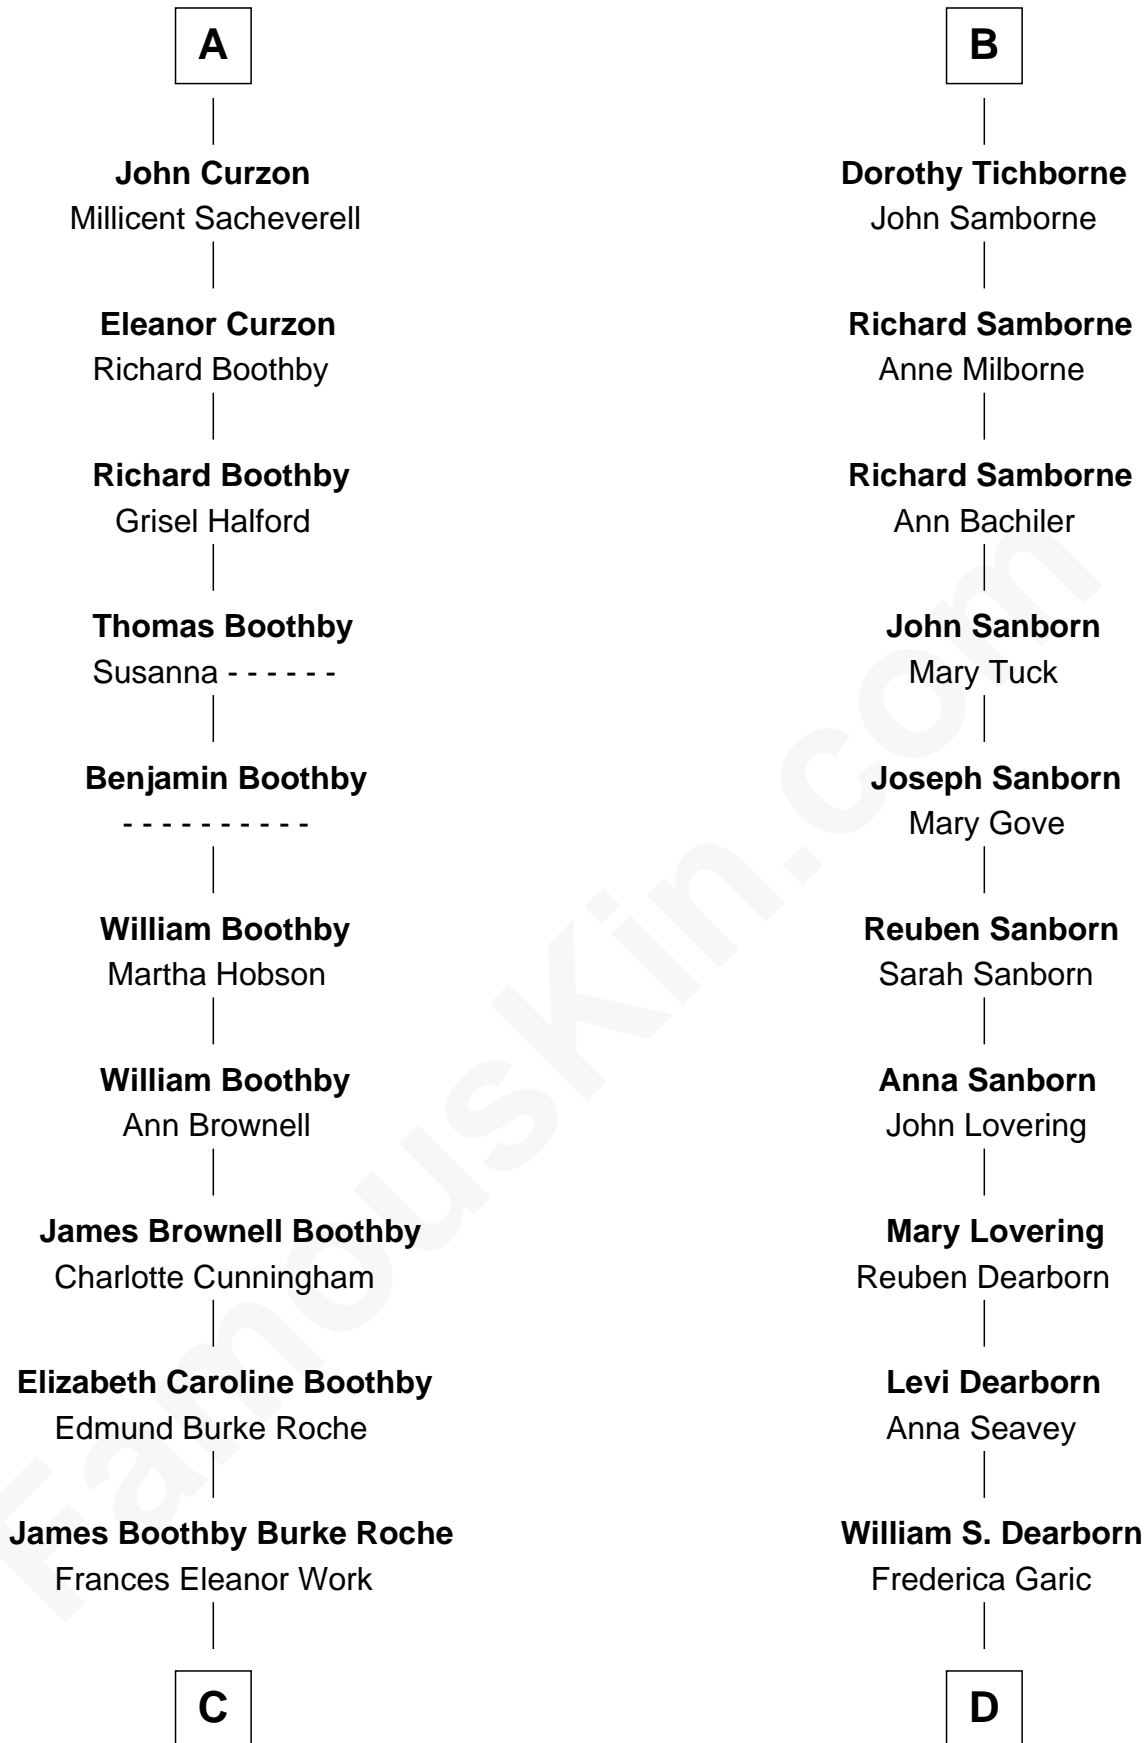 A
John Curzon
Millicent Sacheverell
Eleanor Curzon
Richard Boothby
Richard Boothby
Grisel Halford
Thomas Boothby
Susanna - - - - - -
Benjamin Boothby
- - - - - - - - - -
William Boothby
Martha Hobson
William Boothby
Ann Brownell
James Brownell Boothby
Charlotte Cunningham
Elizabeth Caroline Boothby
Edmund Burke Roche
James Boothby Burke Roche
Frances Eleanor Work
C
B
Dorothy Tichborne
John Samborne
Richard Samborne
Anne Milborne
Richard Samborne
Ann Bachiler
John Sanborn
Mary Tuck
Joseph Sanborn
Mary Gove
Reuben Sanborn
Sarah Sanborn
Anna Sanborn
John Lovering
Mary Lovering
Reuben Dearborn
Levi Dearborn
Anna Seavey
William S. Dearborn
Frederica Garic
D
FamousKin.com